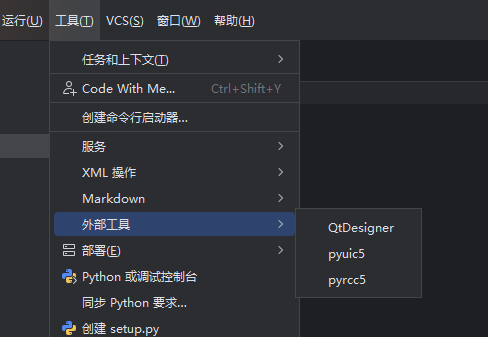 运行(U) 工具(T) VCS(S) 窗口(W) 帮助(H)
任务和上下文(T)
Code With Me... Ctrl+Shift+Y
创建命令行启动器...
服务
XML 操作
Markdown
外部工具
QtDesigner
部署(E)
pyuic5
Python 或调试控制台
pyrcc5
同步 Python 要求...
创建 setup.py